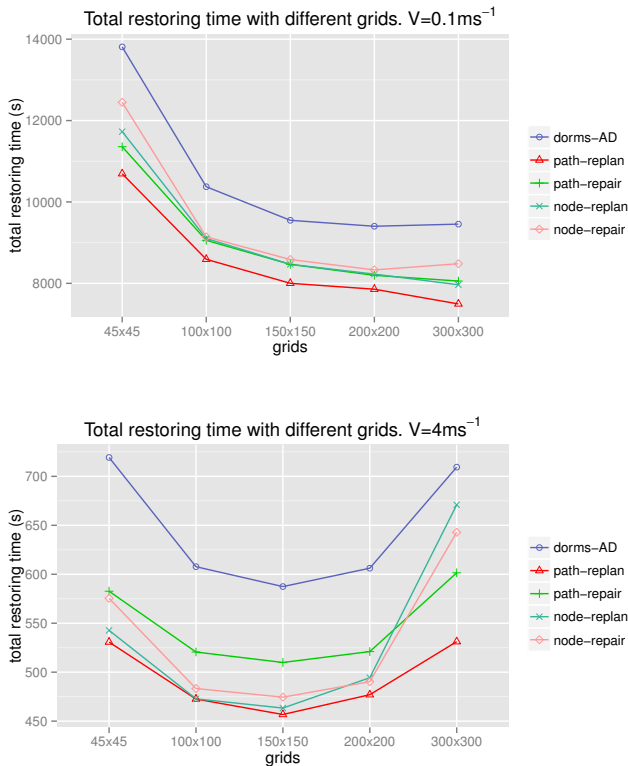 Total restoring time with different grids. V=0.1ms⁻¹
total restoring time (s)
14000
12000
10000
8000
45x45 100x100 150x150 200x200 300x300
grids
dorms−AD
path−replan
path−repair
node−replan
node−repair
Total restoring time with different grids. V=4ms⁻¹
total restoring time (s)
700
650
600
550
500
450
45x45 100x100 150x150 200x200 300x300
grids
dorms−AD
path−replan
path−repair
node−replan
node−repair